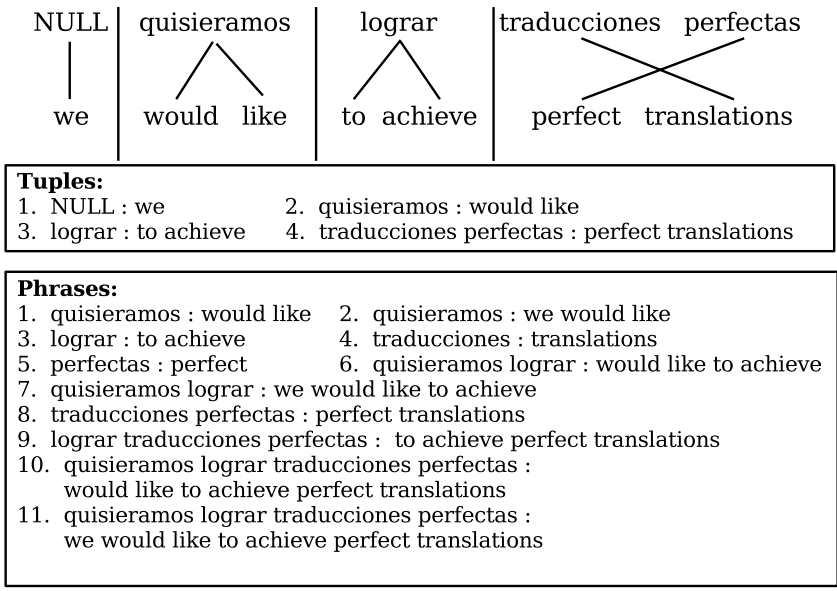 NULL quisieramos lograr traducciones perfectas
we would like to achieve perfect translations
Tuples:
1. NULL : we 2. quisieramos : would like
3. lograr : to achieve 4. traducciones perfectas : perfect translations
Phrases:
1. quisieramos : would like 2. quisieramos : we would like
3. lograr : to achieve 4. traducciones : translations
5. perfectas : perfect 6. quisieramos lograr : would like to achieve
7. quisieramos lograr : we would like to achieve
8. traducciones perfectas : perfect translations
9. lograr traducciones perfectas : to achieve perfect translations
10. quisieramos lograr traducciones perfectas :
would like to achieve perfect translations
11. quisieramos lograr traducciones perfectas :
we would like to achieve perfect translations